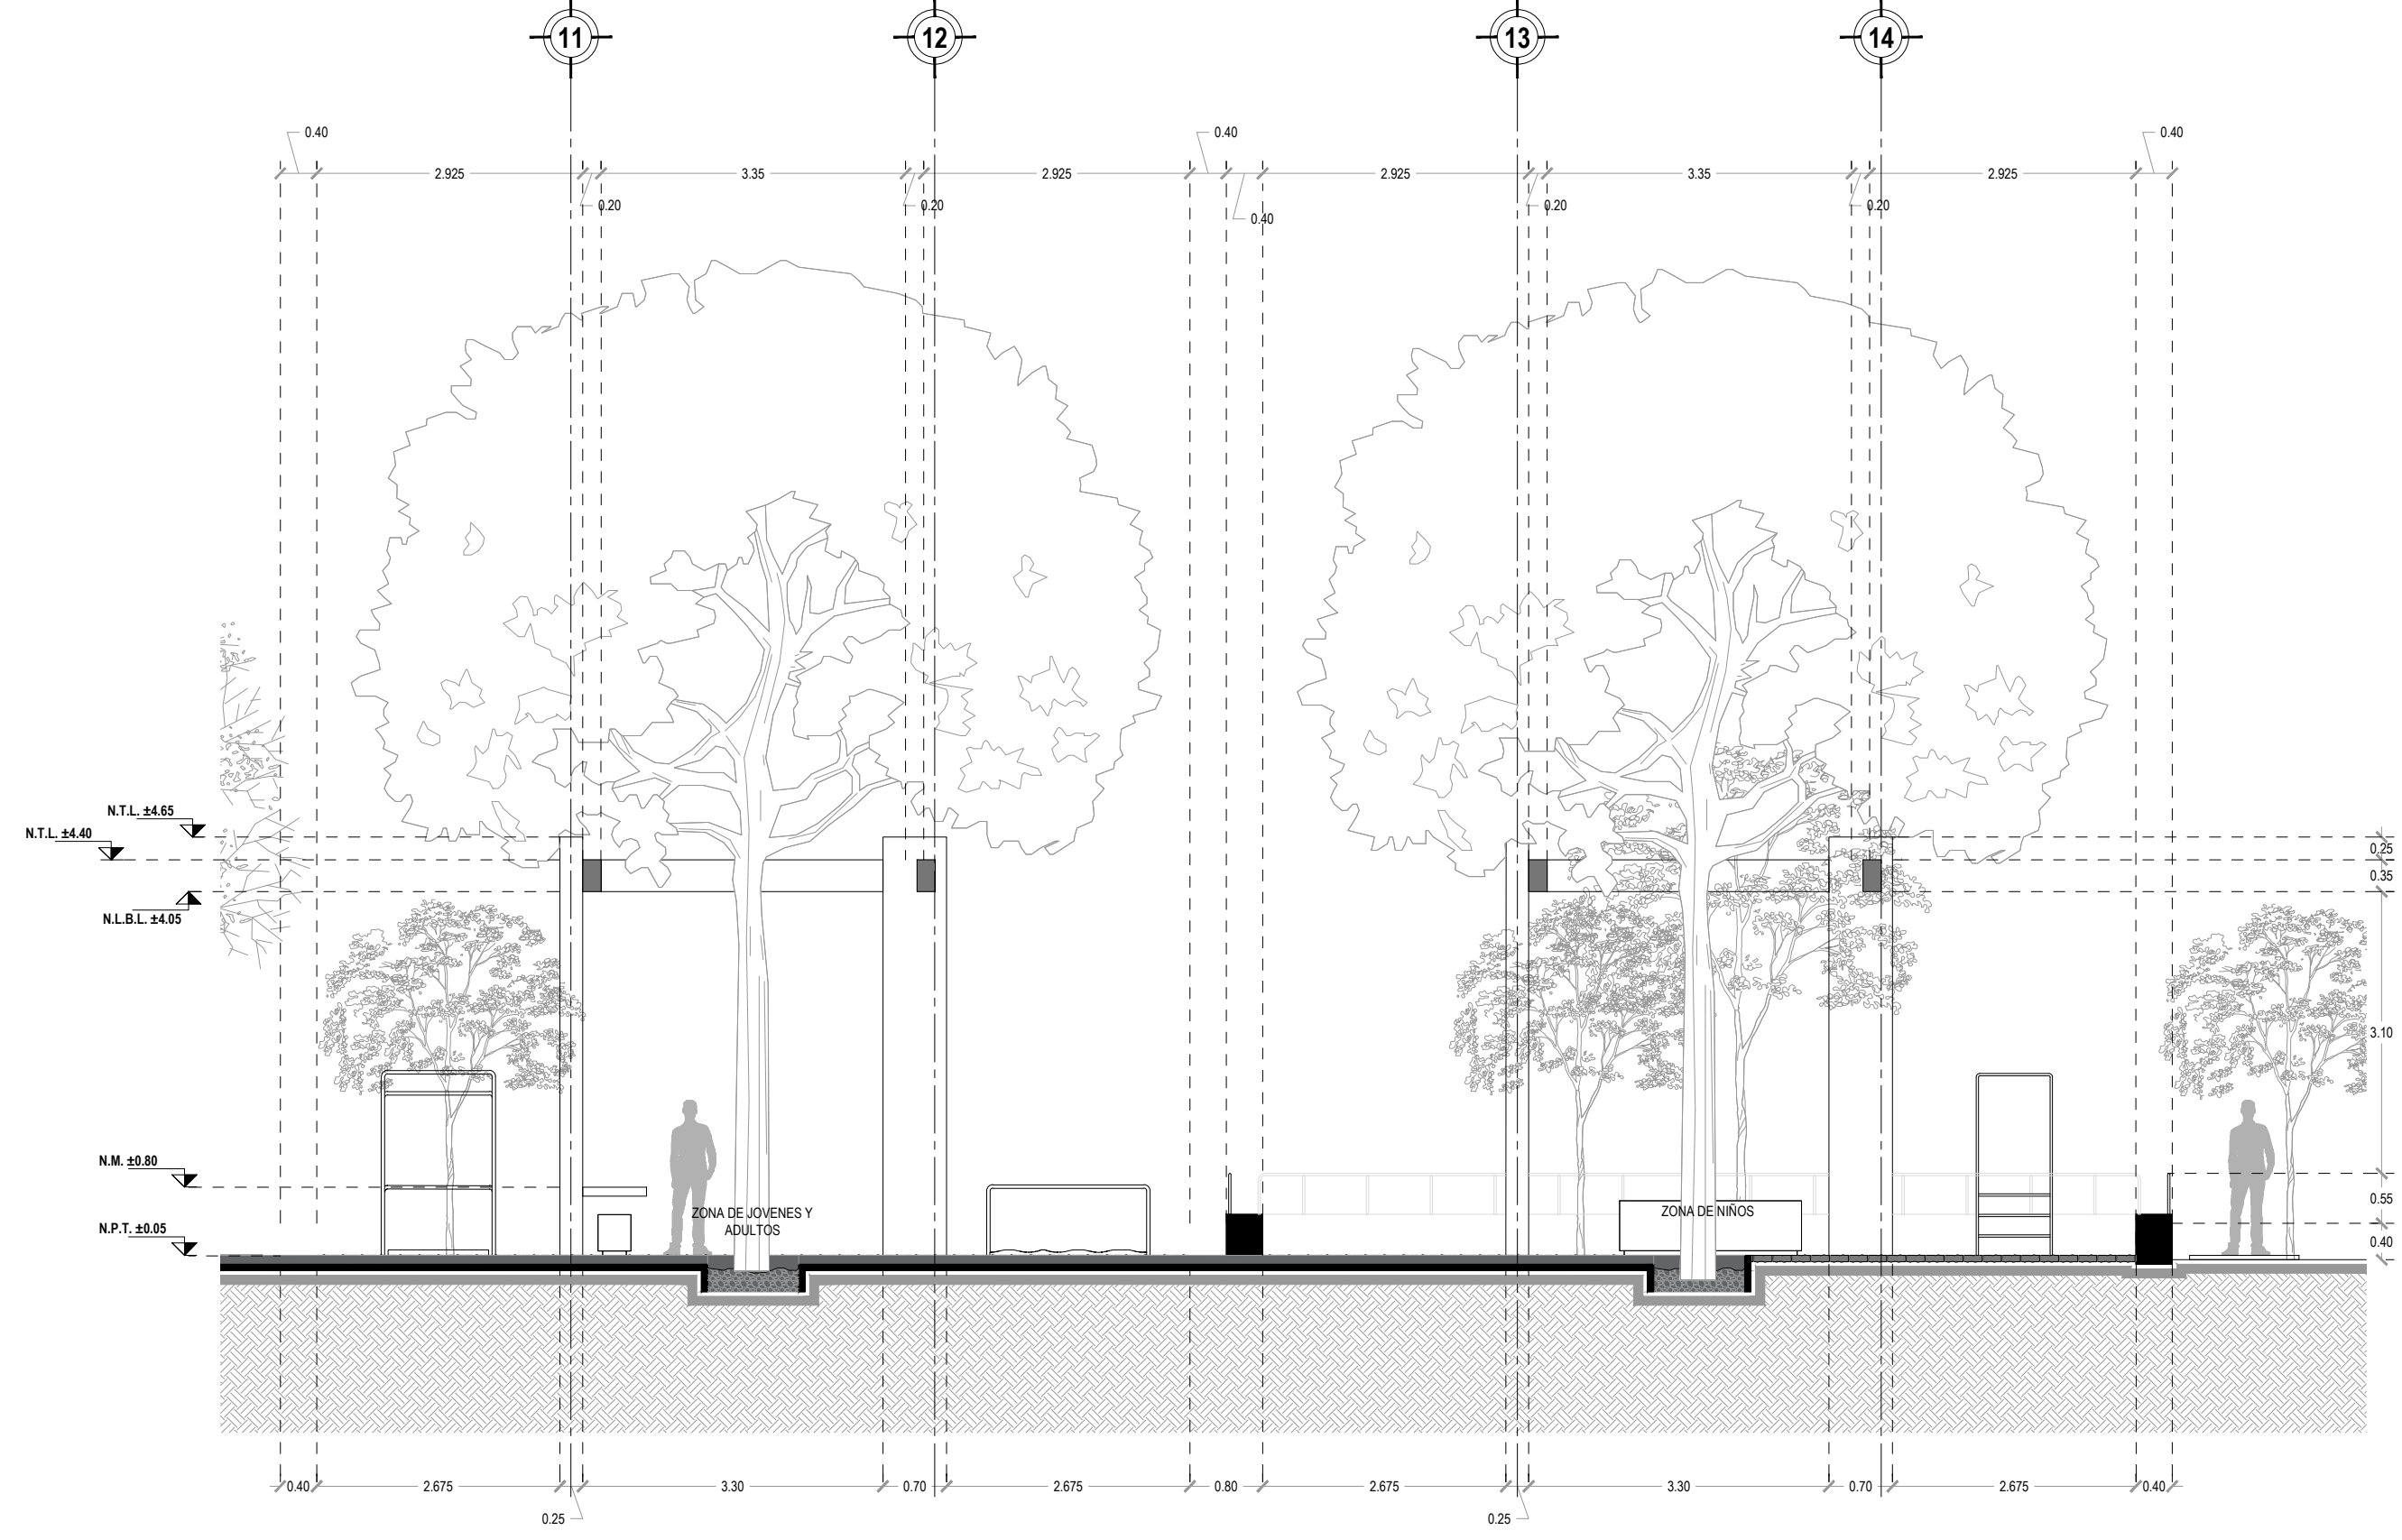 11 12 13 14
0.40 0.40 0.40
2.925 3.35 2.925 2.925 3.35 2.925
0.20 0.20 0.20 0.20
0.40
N.T.L. ±4.65
N.T.L. ±4.40
0.25
0.35
N.L.B.L. ±4.05
3.10
N.M. ±0.80
0.55
ZONA DE JOVENES Y
ADULTOS
ZONA DE NIÑOS
N.P.T. ±0.05
0.40
0.40 2.675 3.30 0.70 2.675 0.80 2.675 3.30 0.70 2.675 0.40
0.25 0.25